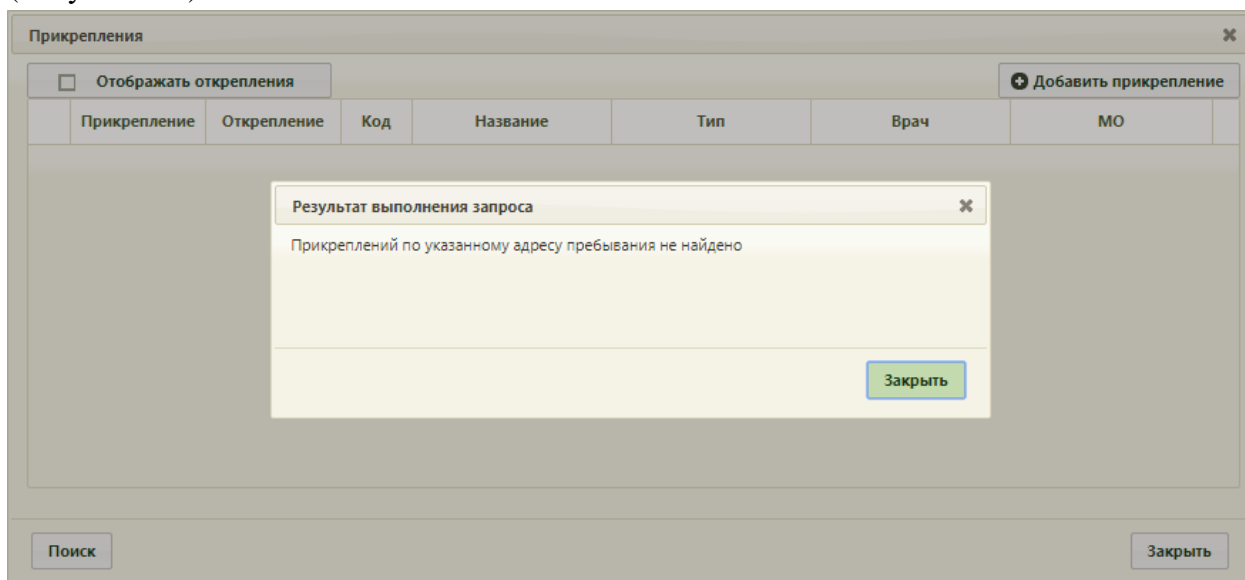 Прикрепления
Отображать открепления
Добавить прикрепление
Прикрепление Открепление Код Название Тип Врач МО
Результат выполнения запроса
Прикреплений по указанному адресу пребывания не найдено
Закрыть
Поиск
Закрыть